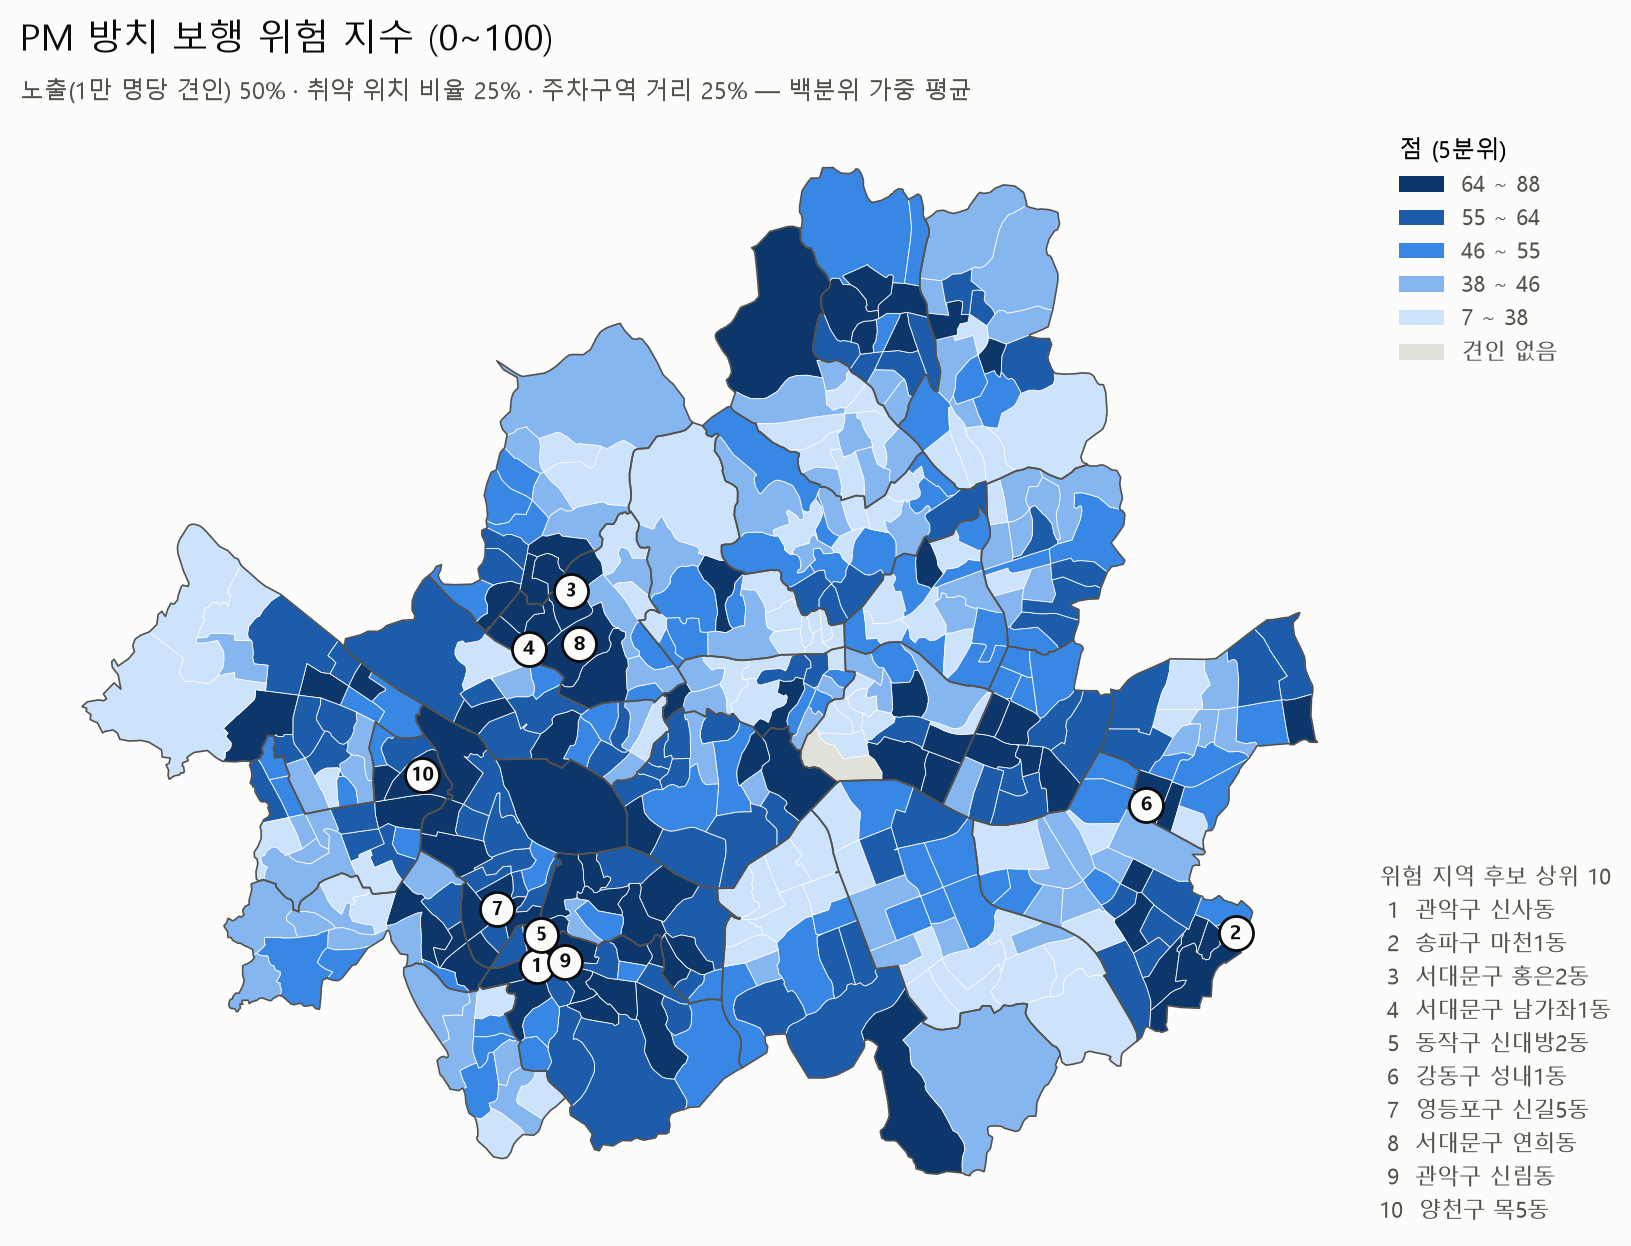 PM 방치 보행 위험 지수 (0~100)
노출(1만 명당 견인) 50% · 취약 위치 비율 25% · 주차구역 거리 25% — 백분위 가중 평균
점 (5분위)
64 ~ 88
55 ~ 64
46 ~ 55
38 ~ 46
7 ~ 38
견인 없음
3
8
4
10
6
7
5
2
1
9
위험 지역 후보 상위 10
1 관악구 신사동
2 송파구 마천1동
3 서대문구 홍은2동
4 서대문구 남가좌1동
5 동작구 신대방2동
6 강동구 성내1동
7 영등포구 신길5동
8 서대문구 연희동
9 관악구 신림동
10 양천구 목5동